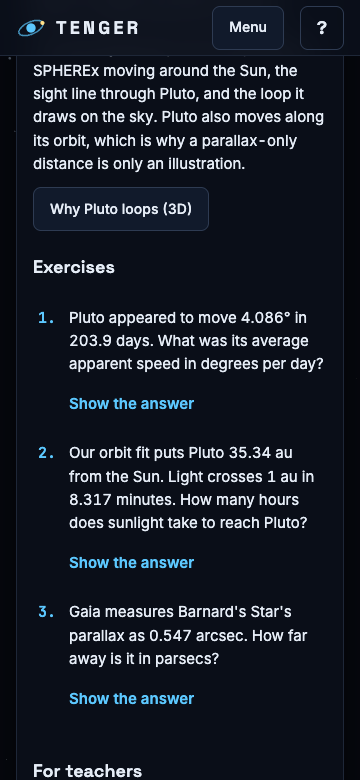 TENGER
Menu
?
SPHEREx moving around the Sun, the
sight line through Pluto, and the loop it
draws on the sky. Pluto also moves along
its orbit, which is why a parallax-only
distance is only an illustration.
Why Pluto loops (3D)
Exercises
1. Pluto appeared to move 4.086° in
203.9 days. What was its average
apparent speed in degrees per day?
Show the answer
2. Our orbit fit puts Pluto 35.34 au
from the Sun. Light crosses 1 au in
8.317 minutes. How many hours
does sunlight take to reach Pluto?
Show the answer
3. Gaia measures Barnard's Star's
parallax as 0.547 arcsec. How far
away is it in parsecs?
Show the answer
For teachers